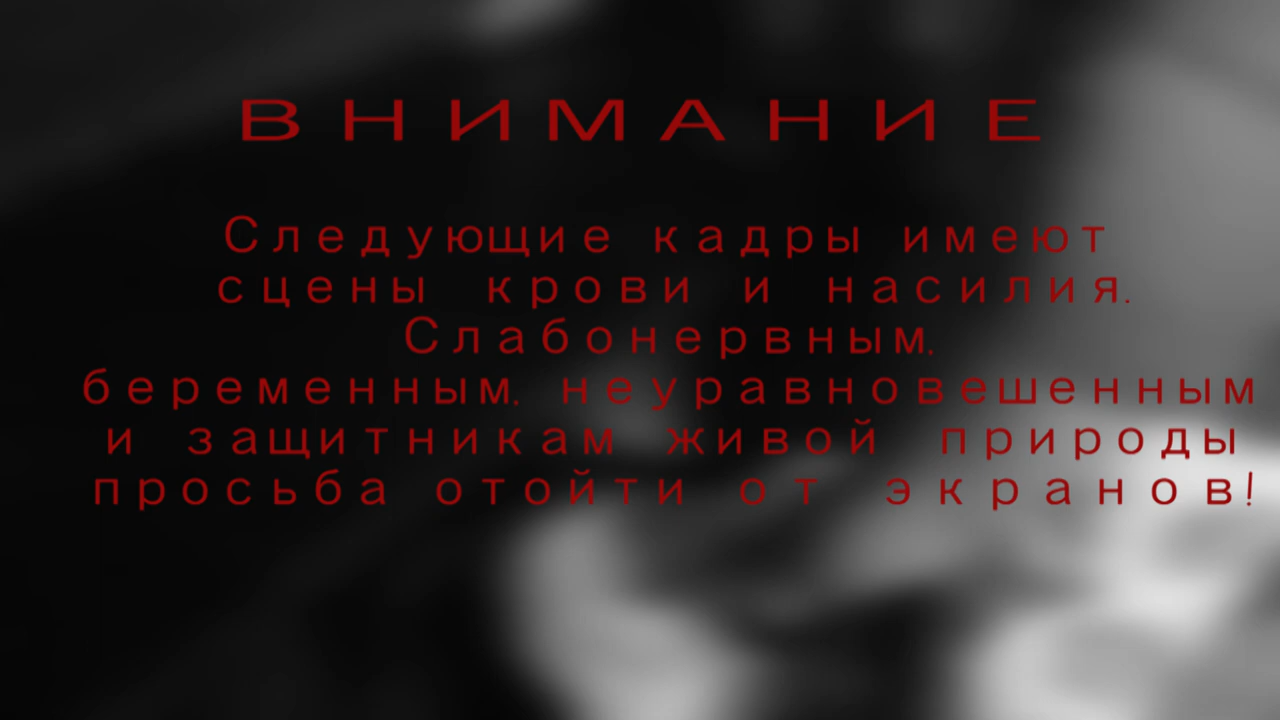 ВНИМАНИЕ
Следующие кадры имеют
сцены крови и насилия.
Слабонервным,
беременным, неуравновешенным
и защитникам живой природы
просьба отойти от экранов!